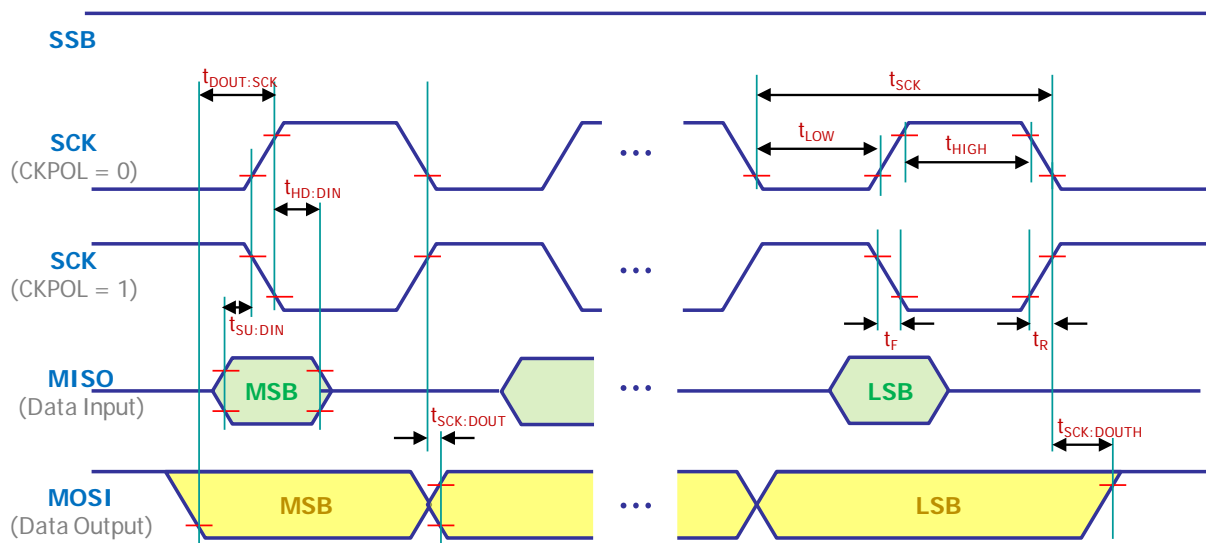 SSB
tDOUT:SCK
tSCK
SCK
(CKPOL = 0)
tLOW
tHIGH
...
tHD:DIN
SCK
(CKPOL = 1)
...
tSU:DIN
tF
tR
MISO
(Data Input)
MSB
...
LSB
tSCK:DOUT
tSCK:DOUTH
MOSI
(Data Output)
MSB
...
LSB